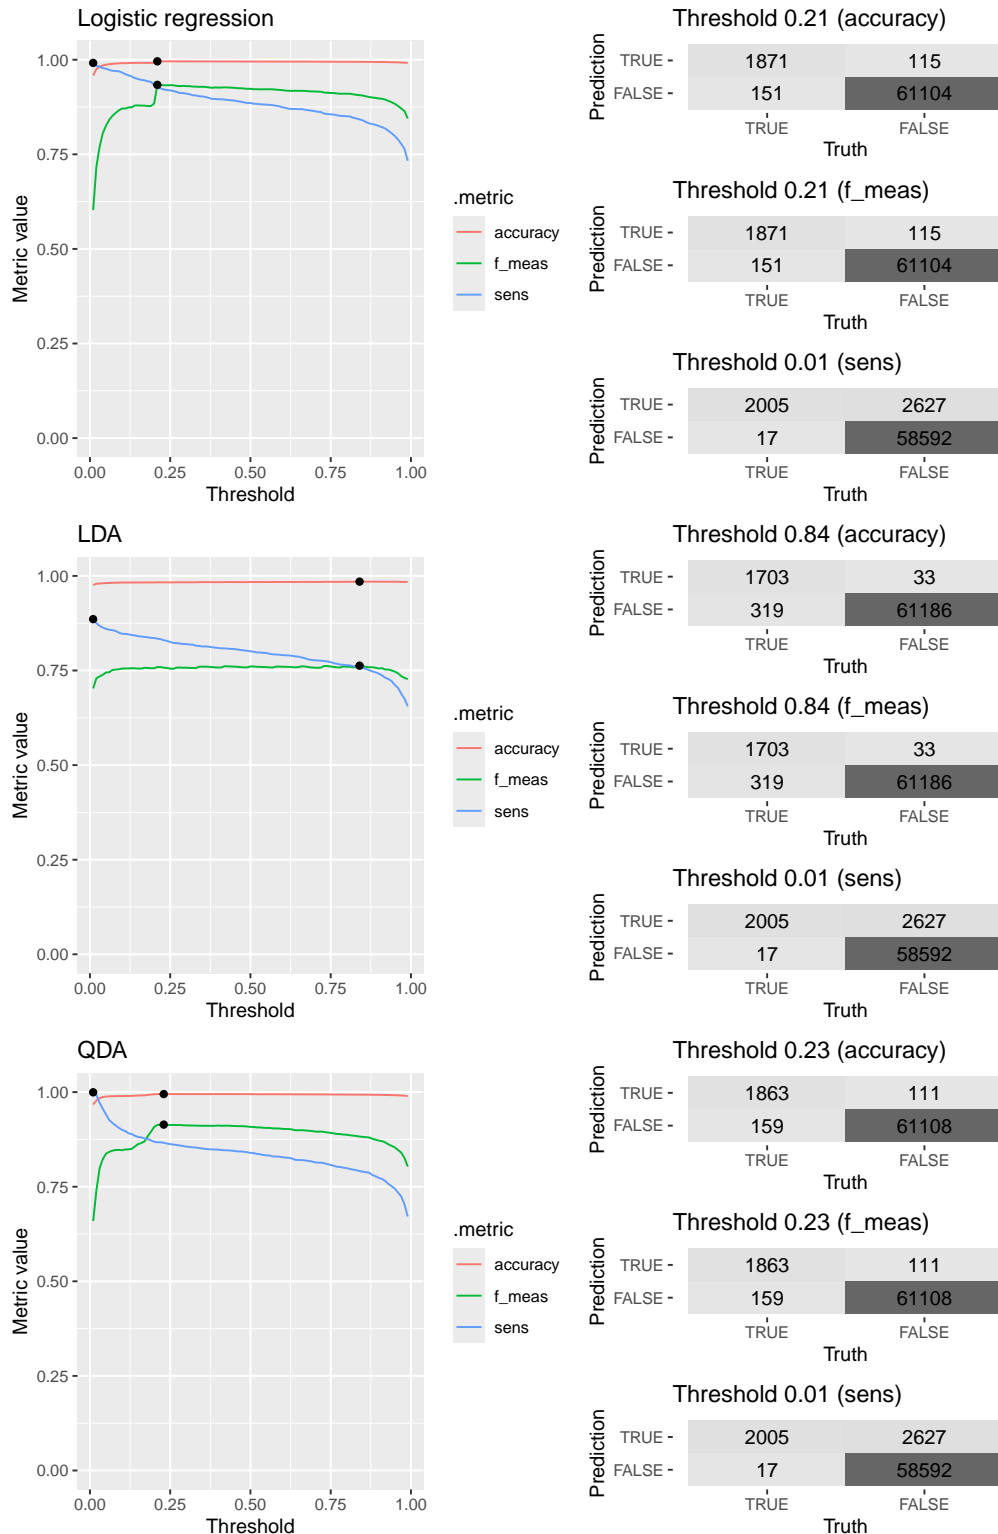 Logistic regression
1.00
0.75
0.50
0.25
0.00
Metric value
0.00 0.25 0.50 0.75 1.00
Threshold
.metric
accuracy
f_meas
sens
Threshold 0.21 (accuracy)
Prediction
TRUE 1871 115
FALSE 151 61104
TRUE FALSE
Truth
Threshold 0.21 (f_meas)
Prediction
TRUE 1871 115
FALSE 151 61104
TRUE FALSE
Truth
Threshold 0.01 (sens)
Prediction
TRUE 2005 2627
FALSE 17 58592
TRUE FALSE
Truth
LDA
1.00
0.75
0.50
0.25
0.00
Metric value
0.00 0.25 0.50 0.75 1.00
Threshold
.metric
accuracy
f_meas
sens
Threshold 0.84 (accuracy)
Prediction
TRUE 1703 33
FALSE 319 61186
TRUE FALSE
Truth
Threshold 0.84 (f_meas)
Prediction
TRUE 1703 33
FALSE 319 61186
TRUE FALSE
Truth
Threshold 0.01 (sens)
Prediction
TRUE 2005 2627
FALSE 17 58592
TRUE FALSE
Truth
QDA
1.00
0.75
0.50
0.25
0.00
Metric value
0.00 0.25 0.50 0.75 1.00
Threshold
.metric
accuracy
f_meas
sens
Threshold 0.23 (accuracy)
Prediction
TRUE 1863 111
FALSE 159 61108
TRUE FALSE
Truth
Threshold 0.23 (f_meas)
Prediction
TRUE 1863 111
FALSE 159 61108
TRUE FALSE
Truth
Threshold 0.01 (sens)
Prediction
TRUE 2005 2627
FALSE 17 58592
TRUE FALSE
Truth